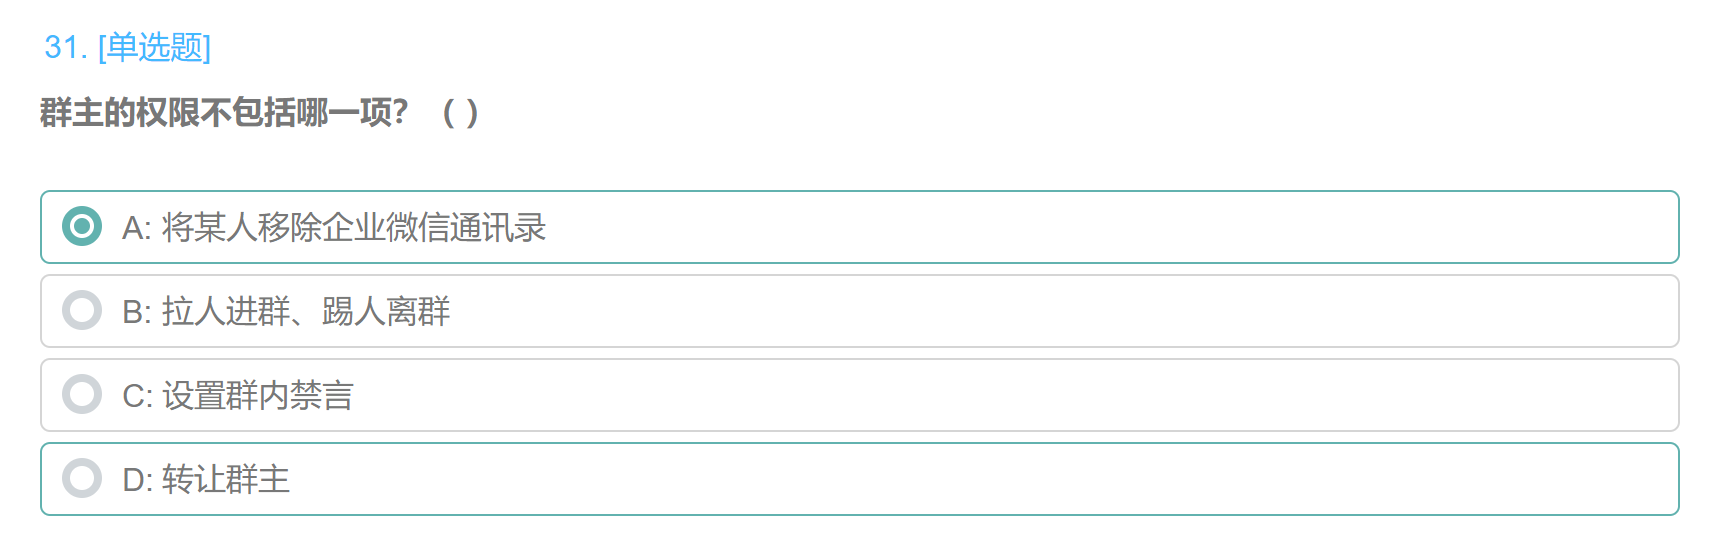 31. [单选题]
群主的权限不包括哪一项？（ ）
A: 将某人移除企业微信通讯录
B: 拉人进群、踢人离群
C: 设置群内禁言
D: 转让群主